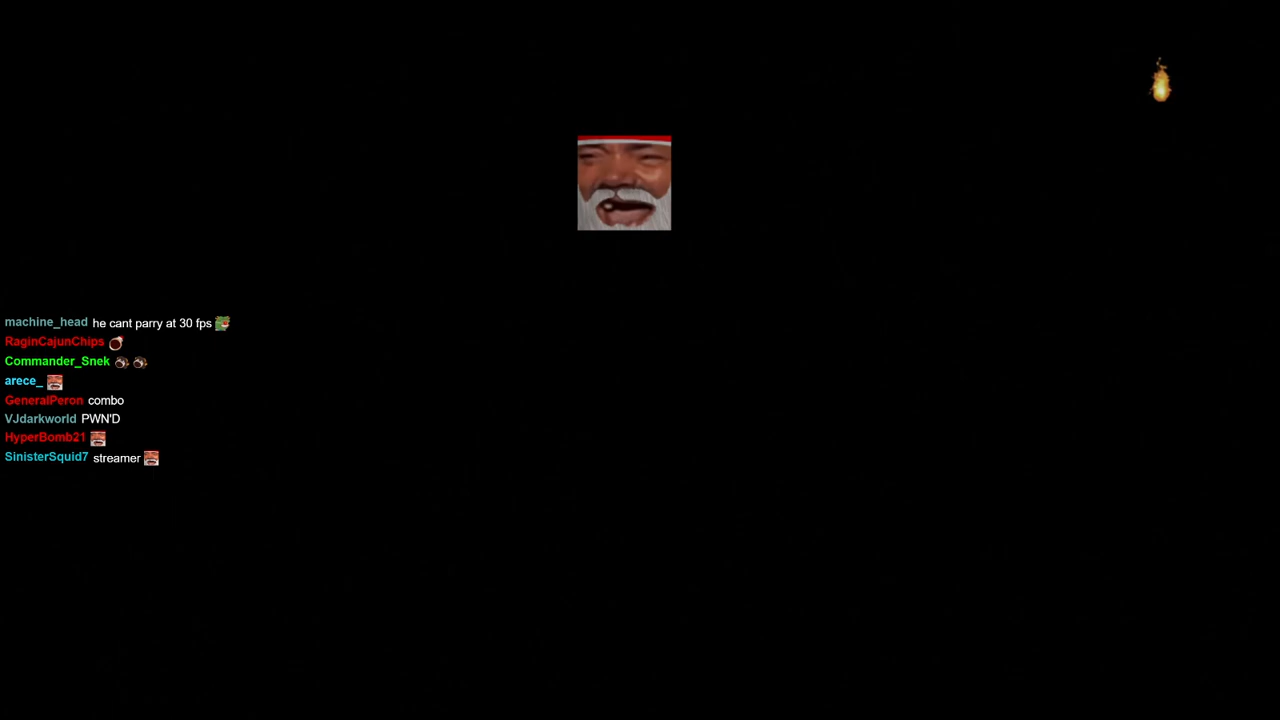 machine_head he cant parry at 30 fps
RaginCajunChips
Commander_Snek
arece_
GeneralPeron combo
VJdarkworld PWN'D
HyperBomb21
SinisterSquid7 streamer